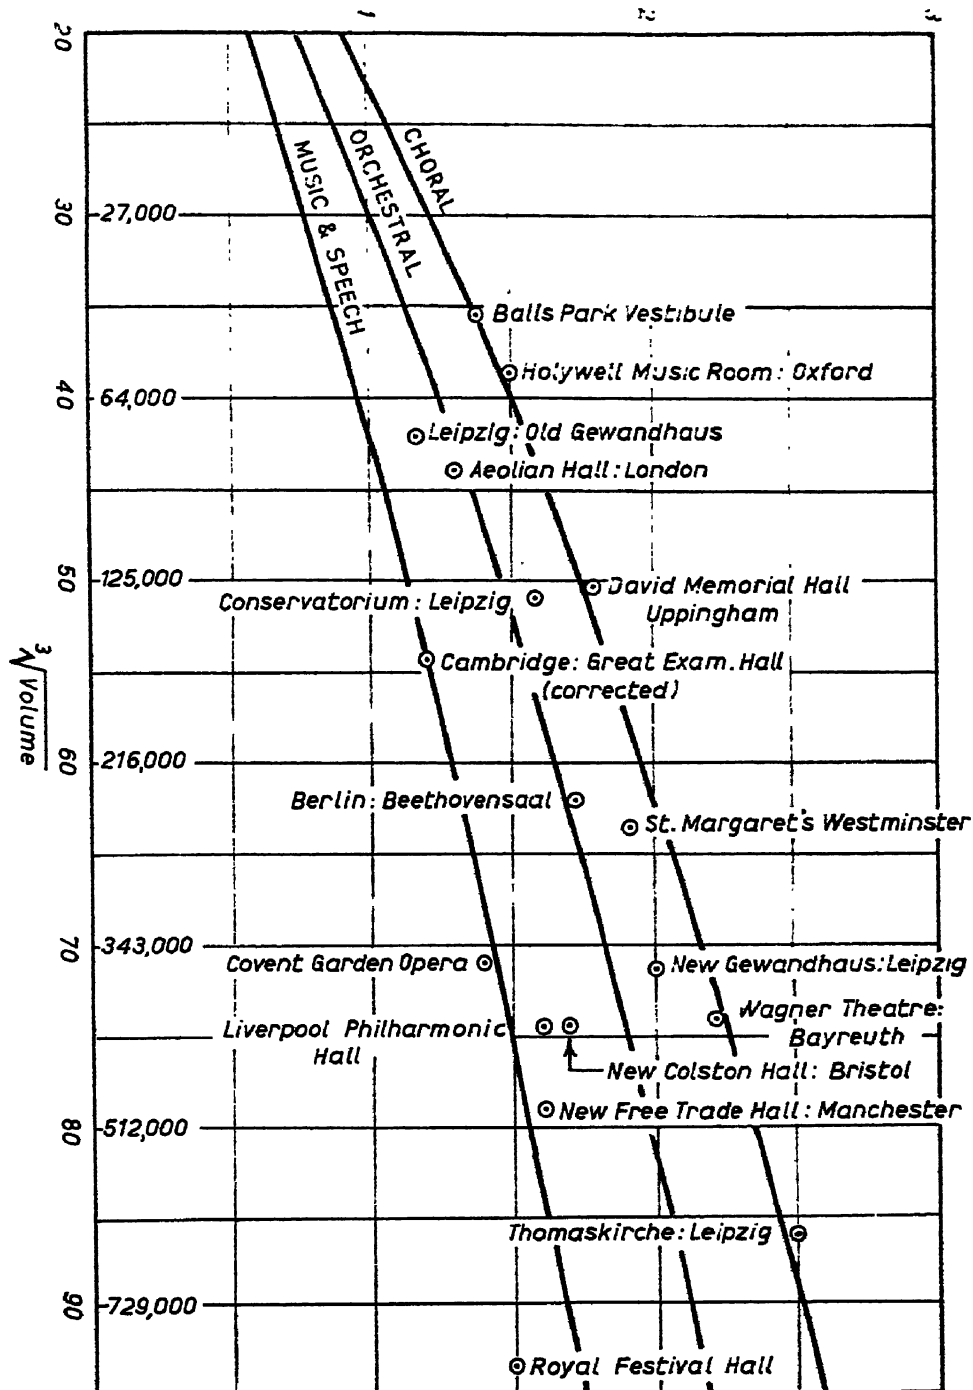 1
2
3
20
CHORAL
ORCHESTRAL
MUSIC & SPEECH
30
27,000
Balls Park Vestibule
Holywell Music Room: Oxford
40
64,000
Leipzig: Old Gewandhaus
Aeolian Hall: London
50
125,000
David Memorial Hall
Uppingham
Conservatorium: Leipzig
Cambridge: Great Exam. Hall
(corrected)
3√Volume
60
216,000
Berlin: Beethovensaal
St. Margaret's Westminster
70
343,000
Covent Garden Opera
New Gewandhaus: Leipzig
Wagner Theatre:
Bayreuth
Liverpool Philharmonic
Hall
New Colston Hall: Bristol
New Free Trade Hall: Manchester
80
512,000
Thomaskirche: Leipzig
90
729,000
Royal Festival Hall